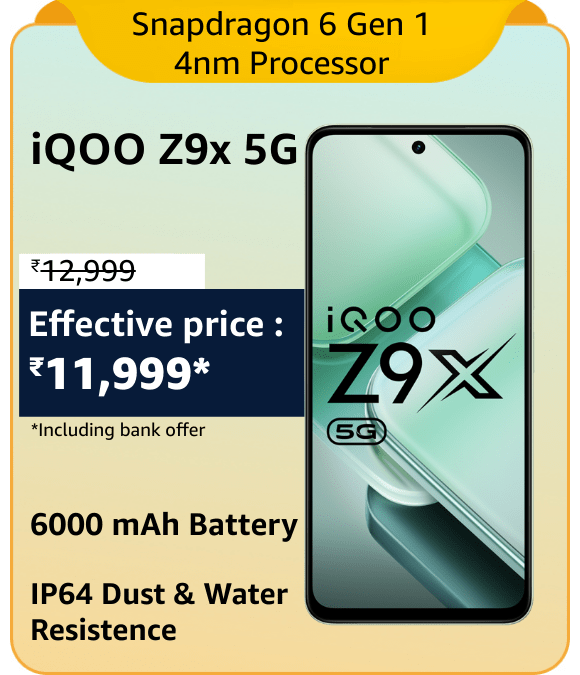 Snapdragon 6 Gen 1
4nm Processor
iQOO Z9x 5G
₹12,999
Effective price :
₹11,999*
*Including bank offer
iQOO
Z9X
5G
6000 mAh Battery
IP64 Dust & Water
Resistence